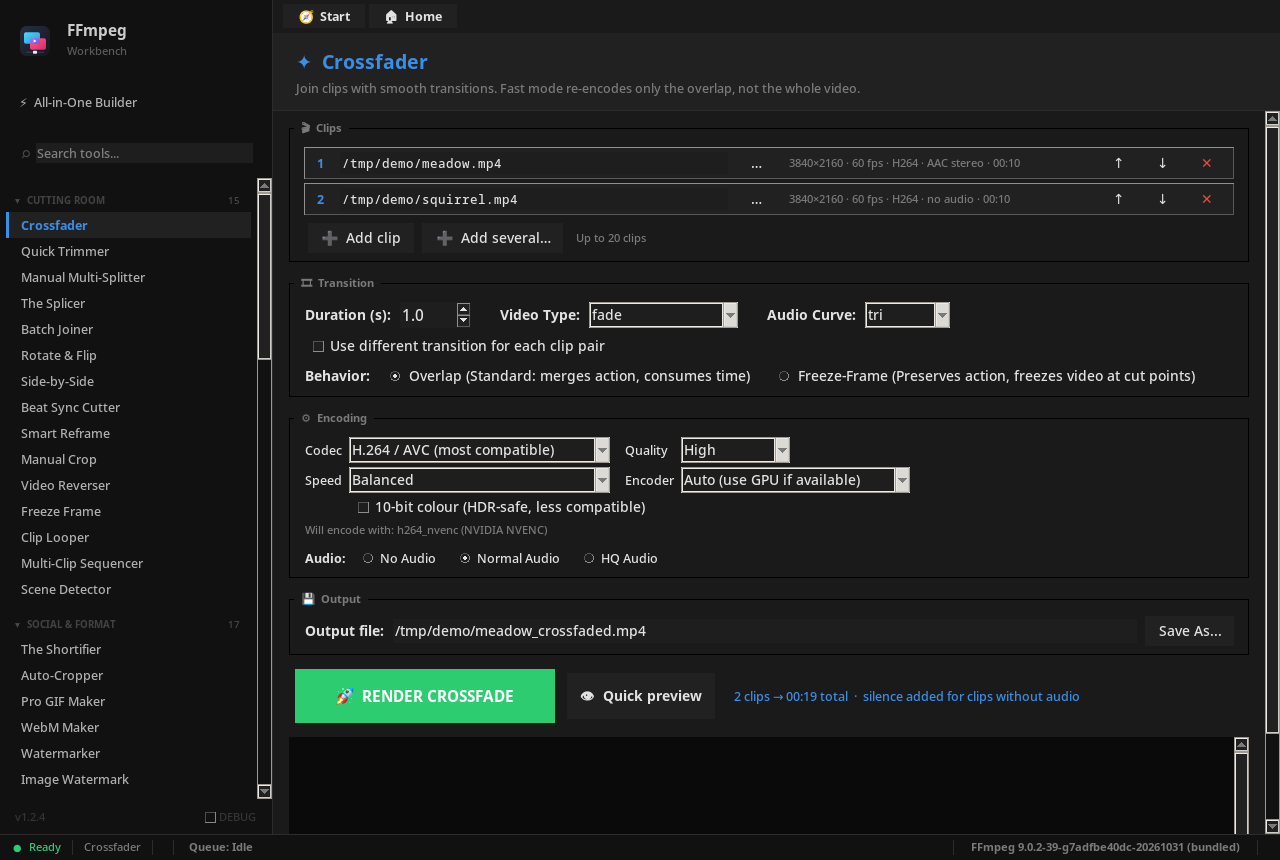 FFmpeg
Workbench
⚡ All-in-One Builder
Search tools...
▾ CUTTING ROOM 15
Crossfader
Quick Trimmer
Manual Multi-Splitter
The Splicer
Batch Joiner
Rotate & Flip
Side-by-Side
Beat Sync Cutter
Smart Reframe
Manual Crop
Video Reverser
Freeze Frame
Clip Looper
Multi-Clip Sequencer
Scene Detector
▾ SOCIAL & FORMAT 17
The Shortifier
Auto-Cropper
Pro GIF Maker
WebM Maker
Watermarker
Image Watermark
v1.2.4 DEBUG
🧭 Start 🏠 Home
✦ Crossfader
Join clips with smooth transitions. Fast mode re-encodes only the overlap, not the whole video.
🎬 Clips
1 /tmp/demo/meadow.mp4 ... 3840×2160 · 60 fps · H264 · AAC stereo · 00:10 ↑ ↓ ✕
2 /tmp/demo/squirrel.mp4 ... 3840×2160 · 60 fps · H264 · no audio · 00:10 ↑ ↓ ✕
➕ Add clip ➕ Add several... Up to 20 clips
🎞 Transition
Duration (s): 1.0 Video Type: fade Audio Curve: tri
Use different transition for each clip pair
Behavior: Overlap (Standard: merges action, consumes time) Freeze-Frame (Preserves action, freezes video at cut points)
⚙ Encoding
Codec H.264 / AVC (most compatible) Quality High
Speed Balanced Encoder Auto (use GPU if available)
10-bit colour (HDR-safe, less compatible)
Will encode with: h264_nvenc (NVIDIA NVENC)
Audio: No Audio Normal Audio HQ Audio
💾 Output
Output file: /tmp/demo/meadow_crossfaded.mp4 Save As...
🚀 RENDER CROSSFADE 👁 Quick preview 2 clips → 00:19 total · silence added for clips without audio
● Ready Crossfader Queue: Idle FFmpeg 9.0.2-39-g7adfbe40dc-20261031 (bundled)